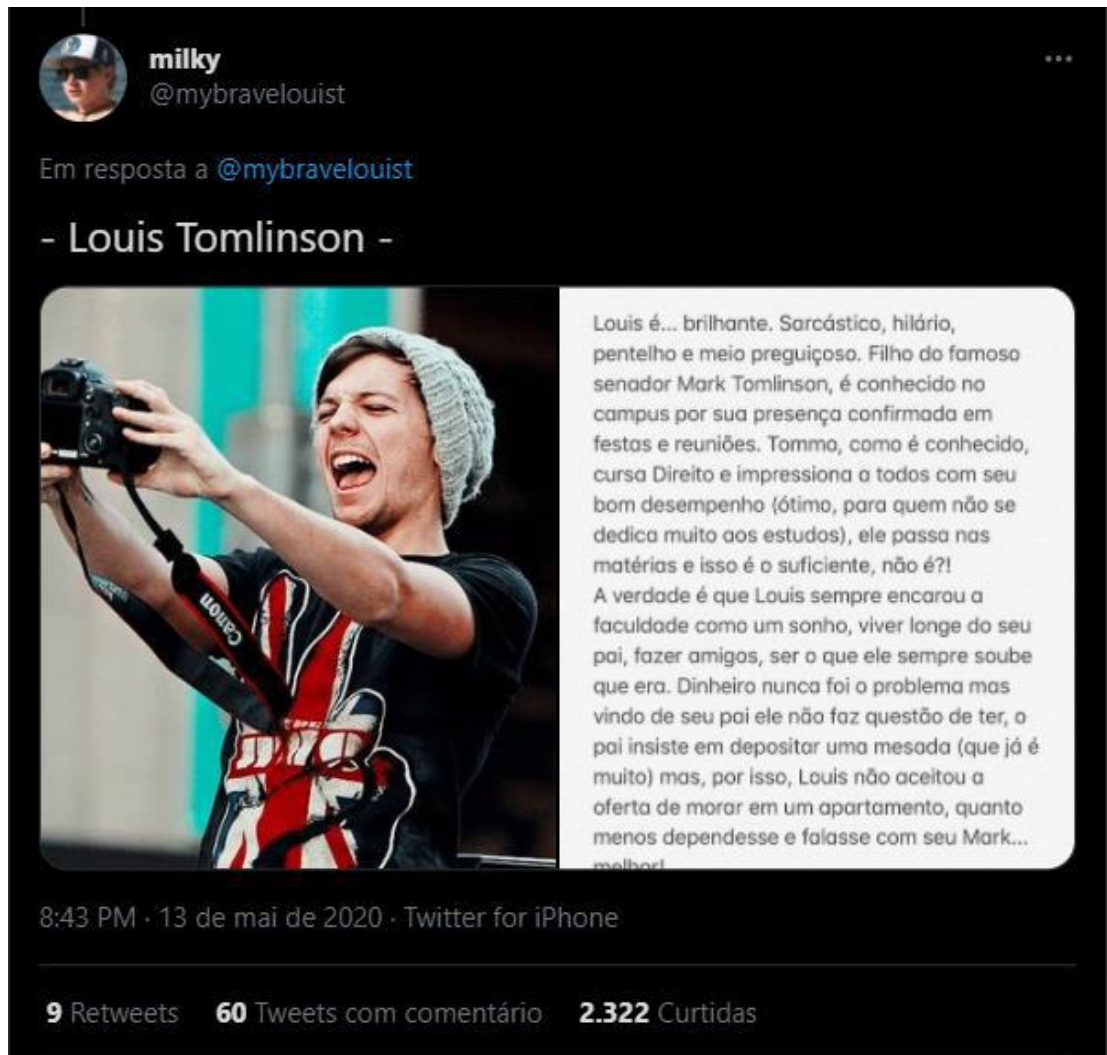 milky
@mybravelouist
Em resposta a @mybravelouist
- Louis Tomlinson -
Canon
Louis é... brilhante. Sarcástico, hilário,
pentelho e meio preguiçoso. Filho do famoso
senador Mark Tomlinson, é conhecido no
campus por sua presença confirmada em
festas e reuniões. Tommo, como é conhecido,
cursa Direito e impressiona a todos com seu
bom desempenho (ótimo, para quem não se
dedica muito aos estudos), ele passa nas
matérias e isso é o suficiente, não é?!
A verdade é que Louis sempre encarou a
faculdade como um sonho, viver longe do seu
pai, fazer amigos, ser o que ele sempre soube
que era. Dinheiro nunca foi o problema mas
vindo de seu pai ele não faz questão de ter, o
pai insiste em depositar uma mesada (que já é
muito) mas, por isso, Louis não aceitou a
oferta de morar em um apartamento, quanto
menos dependesse e falasse com seu Mark...
melhor!
8:43 PM · 13 de mai de 2020 · Twitter for iPhone
9 Retweets 60 Tweets com comentário 2.322 Curtidas